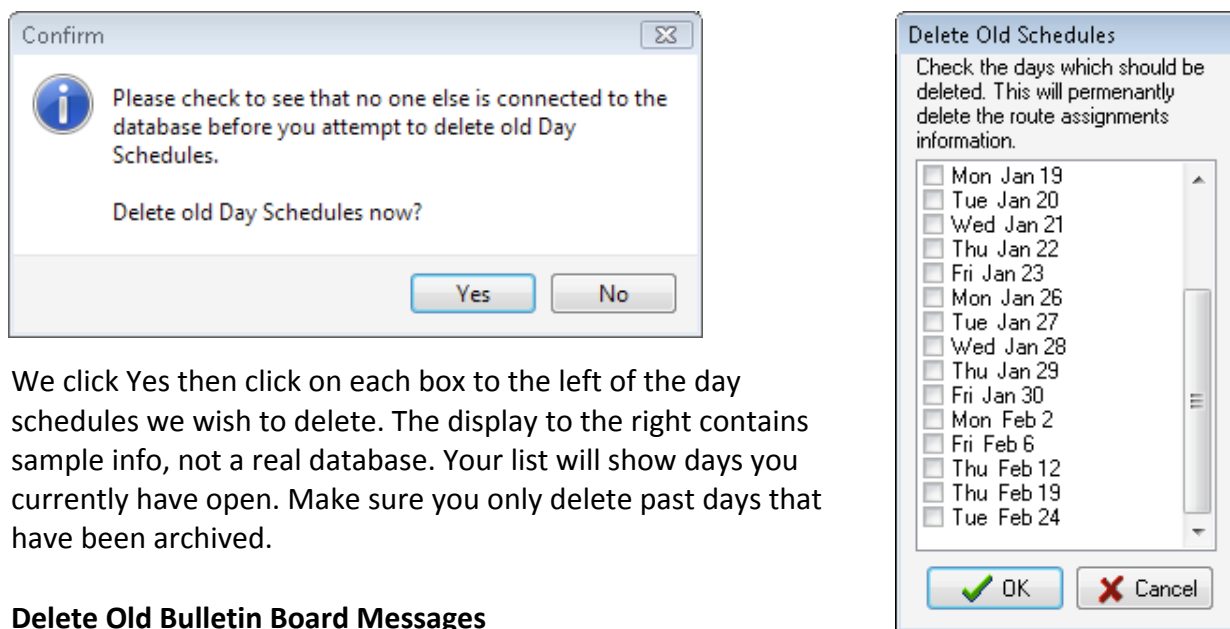 Confirm
Please check to see that no one else is connected to the
database before you attempt to delete old Day
Schedules.
Delete old Day Schedules now?
Yes
No
We click Yes then click on each box to the left of the day
schedules we wish to delete. The display to the right contains
sample info, not a real database. Your list will show days you
currently have open. Make sure you only delete past days that
have been archived.
Delete Old Bulletin Board Messages
Delete Old Schedules
Check the days which should be
deleted. This will permenantly
delete the route assignments
information.
Mon Jan 19
Tue Jan 20
Wed Jan 21
Thu Jan 22
Fri Jan 23
Mon Jan 26
Tue Jan 27
Wed Jan 28
Thu Jan 29
Fri Jan 30
Mon Feb 2
Fri Feb 6
Thu Feb 12
Thu Feb 19
Tue Feb 24
OK
Cancel